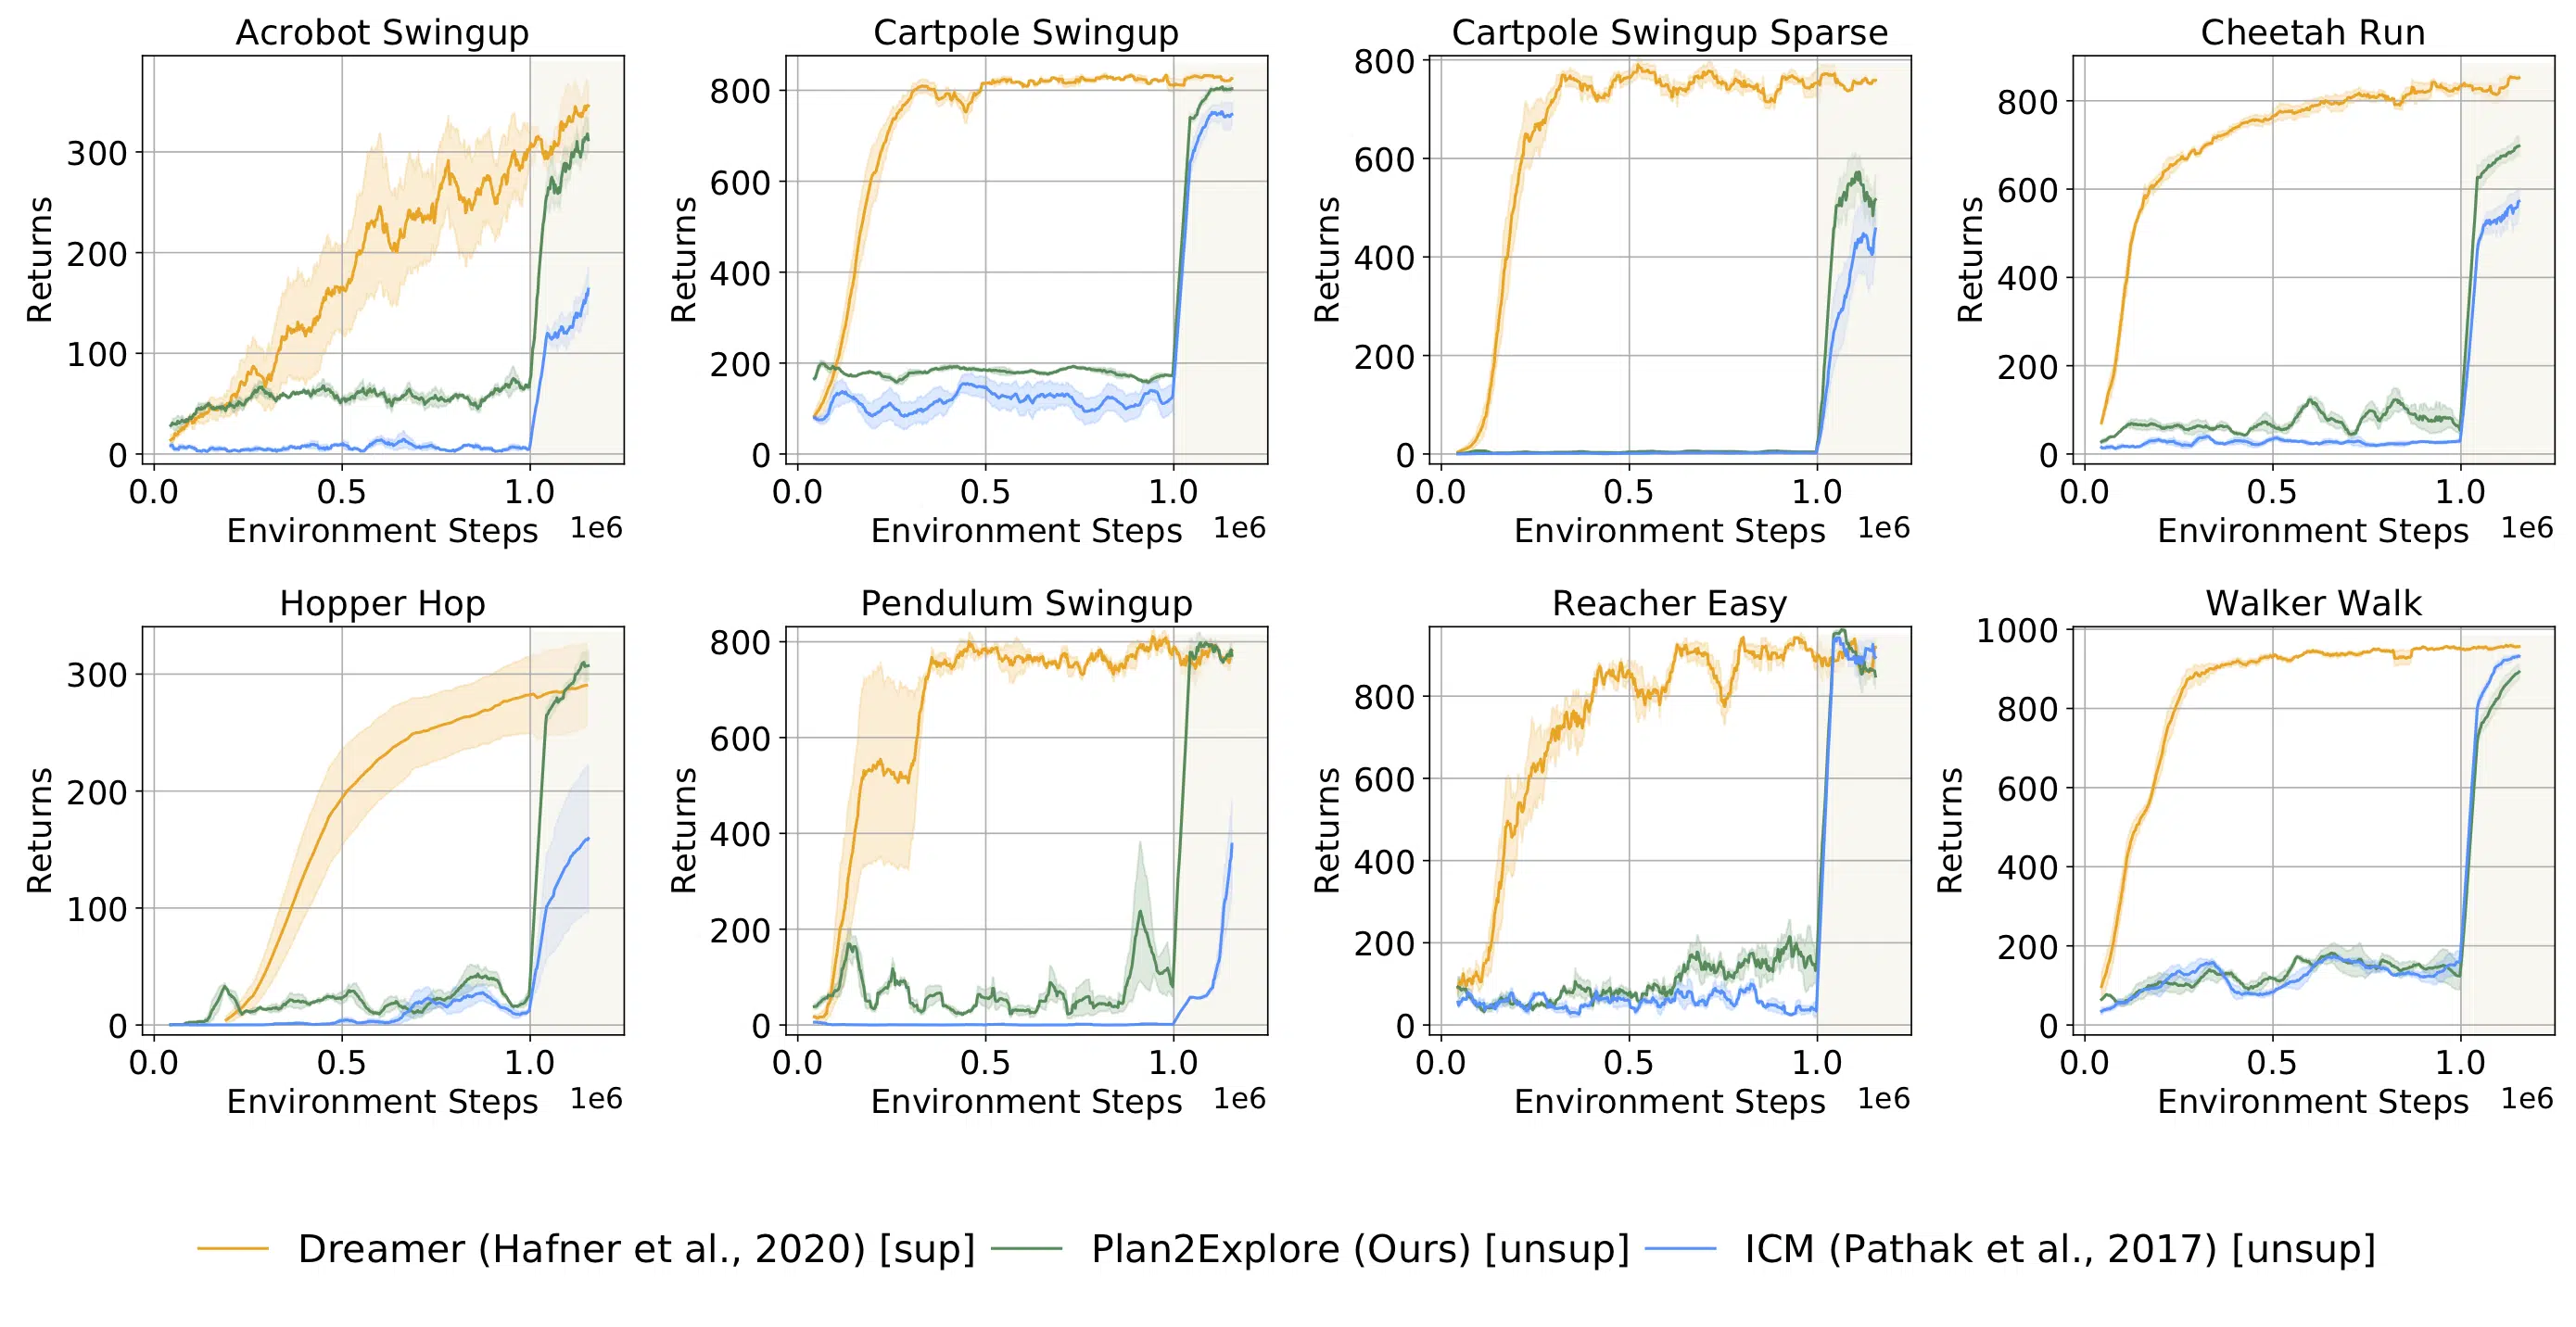 Acrobot Swingup
Returns
300
200
100
0
0.0 0.5 1.0
Environment Steps 1e6
Cartpole Swingup
Returns
800
600
400
200
0
0.0 0.5 1.0
Environment Steps 1e6
Cartpole Swingup Sparse
Returns
800
600
400
200
0
0.0 0.5 1.0
Environment Steps 1e6
Cheetah Run
Returns
800
600
400
200
0
0.0 0.5 1.0
Environment Steps 1e6
Hopper Hop
Returns
300
200
100
0
0.0 0.5 1.0
Environment Steps 1e6
Pendulum Swingup
Returns
800
600
400
200
0
0.0 0.5 1.0
Environment Steps 1e6
Reacher Easy
Returns
800
600
400
200
0
0.0 0.5 1.0
Environment Steps 1e6
Walker Walk
Returns
1000
800
600
400
200
0
0.0 0.5 1.0
Environment Steps 1e6
Dreamer (Hafner et al., 2020) [sup] Plan2Explore (Ours) [unsup] ICM (Pathak et al., 2017) [unsup]